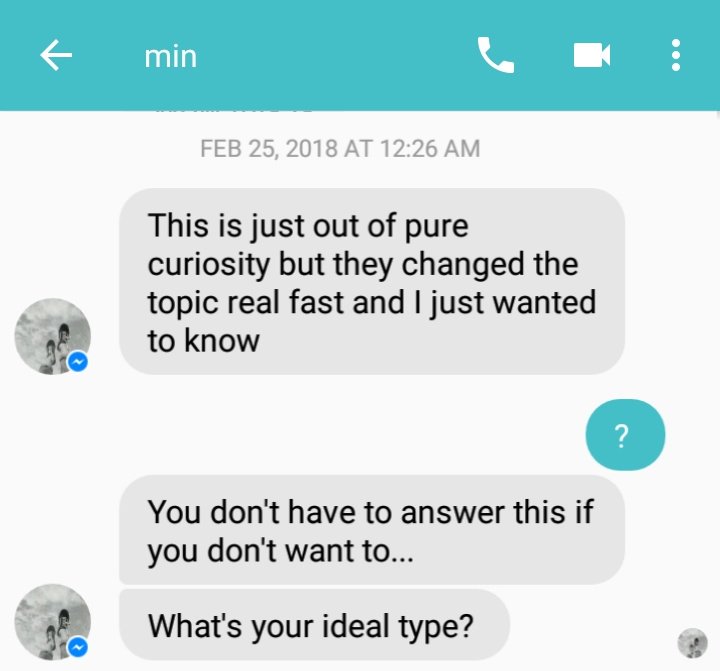 min
FEB 25, 2018 AT 12:26 AM
This is just out of pure
curiosity but they changed the
topic real fast and I just wanted
to know
?
You don't have to answer this if
you don't want to...
What's your ideal type?